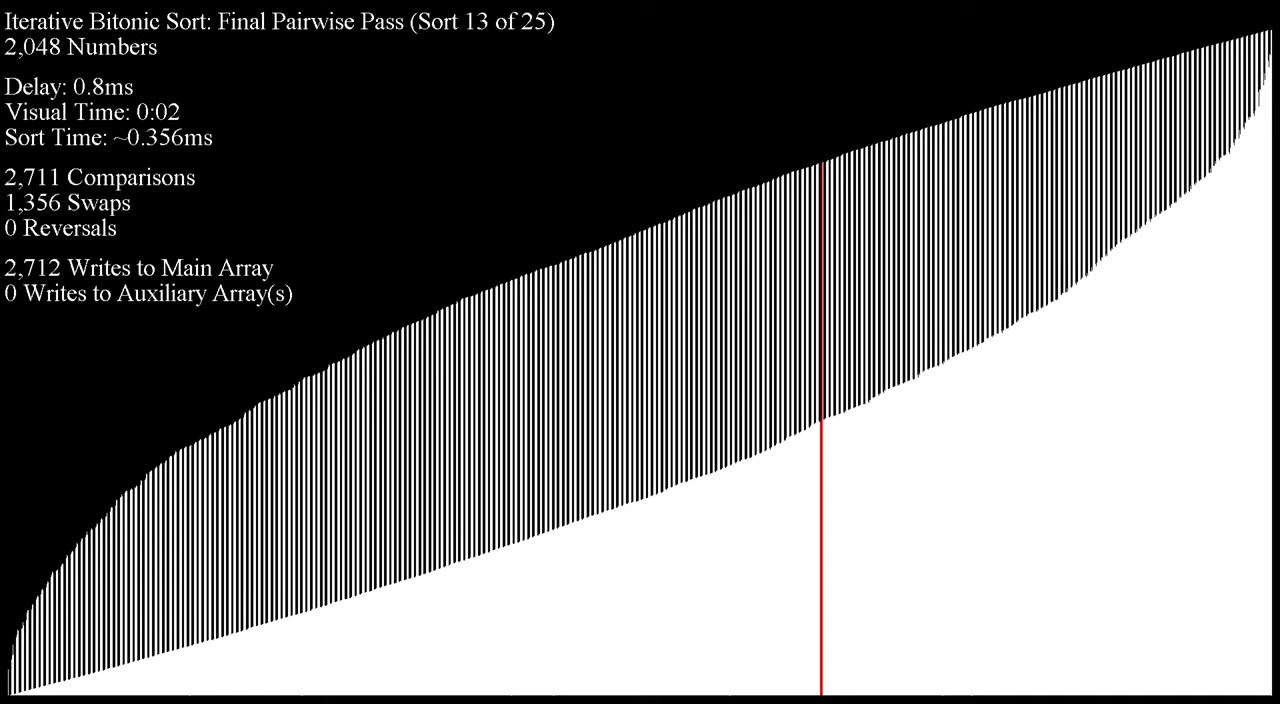 Iterative Bitonic Sort: Final Pairwise Pass (Sort 13 of 25)
2,048 Numbers
Delay: 0.8ms
Visual Time: 0:02
Sort Time: ~0.356ms
2,711 Comparisons
1,356 Swaps
0 Reversals
2,712 Writes to Main Array
0 Writes to Auxiliary Array(s)